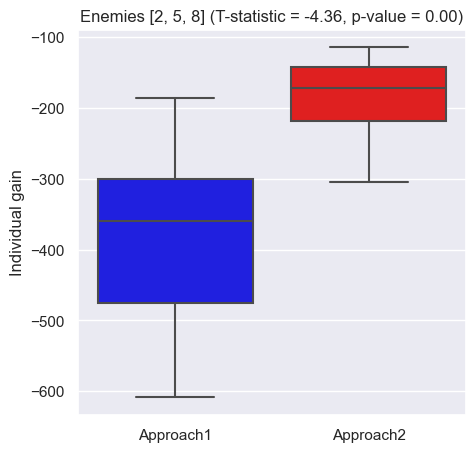 Enemies [2, 5, 8] (T-statistic = -4.36, p-value = 0.00)
−100
−200
−300
−400
−500
−600
Individual gain
Approach1 Approach2